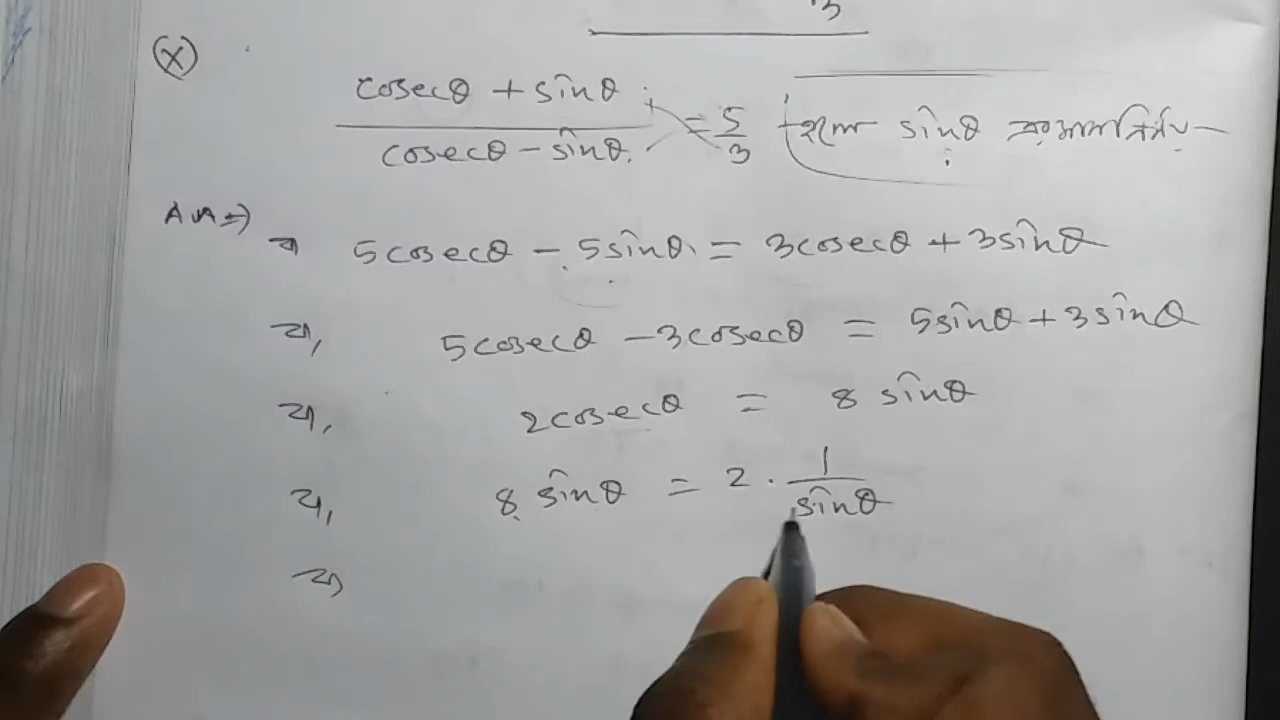 3
(x)
cosecθ + sinθ / cosecθ - sinθ = 5/3 হলে sinθ এর মান নির্ণয় -
Ans ⇒
বা 5cosecθ - 5sinθ = 3cosecθ + 3sinθ
বা, 5cosecθ - 3cosecθ = 5sinθ + 3sinθ
বা, 2cosecθ = 8 sinθ
বা, 8 sinθ = 2 · 1/sinθ
বা